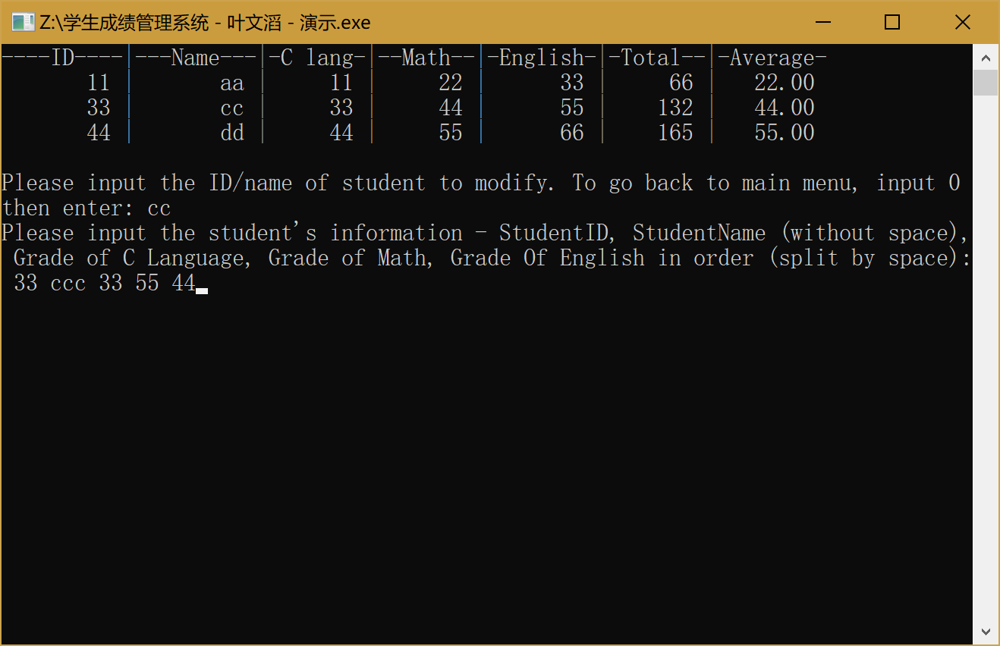 Z:\学生成绩管理系统 - 叶文滔 - 演示.exe
----ID----|---Name---|-C lang-|--Math--|-English-|-Total--|-Average-
11 | aa | 11 | 22 | 33 | 66 | 22.00
33 | cc | 33 | 44 | 55 | 132 | 44.00
44 | dd | 44 | 55 | 66 | 165 | 55.00
Please input the ID/name of student to modify. To go back to main menu, input 0
then enter: cc
Please input the student's information - StudentID, StudentName (without space),
Grade of C Language, Grade of Math, Grade Of English in order (split by space):
33 ccc 33 55 44